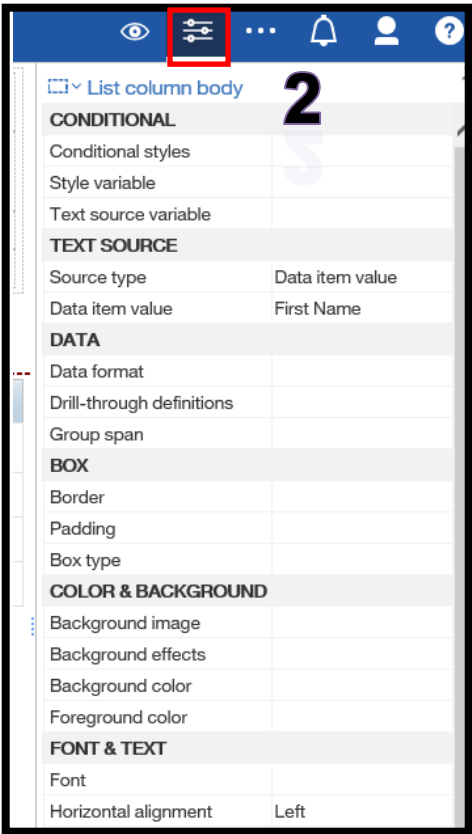 ?
List column body
2
CONDITIONAL
Conditional styles
Style variable
Text source variable
TEXT SOURCE
Source type Data item value
Data item value First Name
DATA
Data format
Drill-through definitions
Group span
BOX
Border
Padding
Box type
COLOR & BACKGROUND
Background image
Background effects
Background color
Foreground color
FONT & TEXT
Font
Horizontal alignment Left